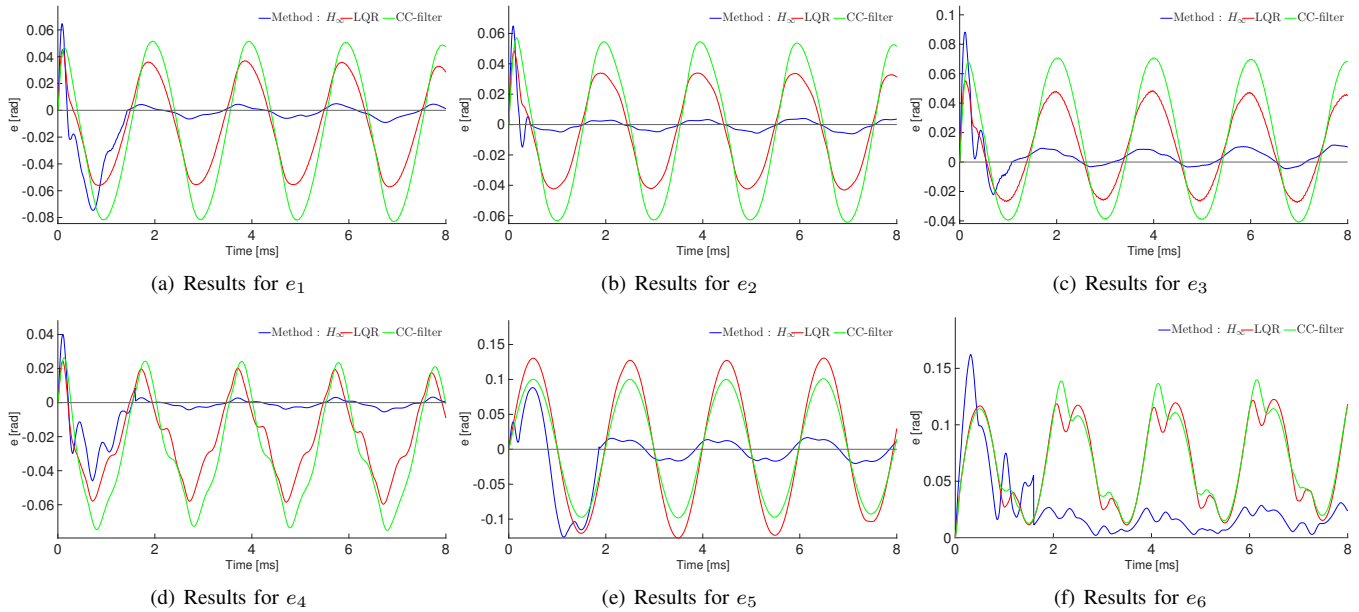 Method : H∞ LQR CC-filter
0.06
0.04
0.02
0
-0.02
-0.04
-0.06
-0.08
e [rad]
0 2 4 6 8
Time [ms]
(a) Results for e1
Method : H∞ LQR CC-filter
0.06
0.04
0.02
0
-0.02
-0.04
-0.06
e [rad]
0 2 4 6 8
Time [ms]
(b) Results for e2
Method : H∞ LQR CC-filter
0.1
0.08
0.06
0.04
0.02
0
-0.02
-0.04
e [rad]
0 2 4 6 8
Time [ms]
(c) Results for e3
Method : H∞ LQR CC-filter
0.04
0.02
0
-0.02
-0.04
-0.06
e [rad]
0 2 4 6 8
Time [ms]
(d) Results for e4
Method : H∞ LQR CC-filter
0.15
0.1
0.05
0
-0.05
-0.1
e [rad]
0 2 4 6 8
Time [ms]
(e) Results for e5
Method : H∞ LQR CC-filter
0.15
0.1
0.05
0
e [rad]
0 2 4 6 8
Time [ms]
(f) Results for e6